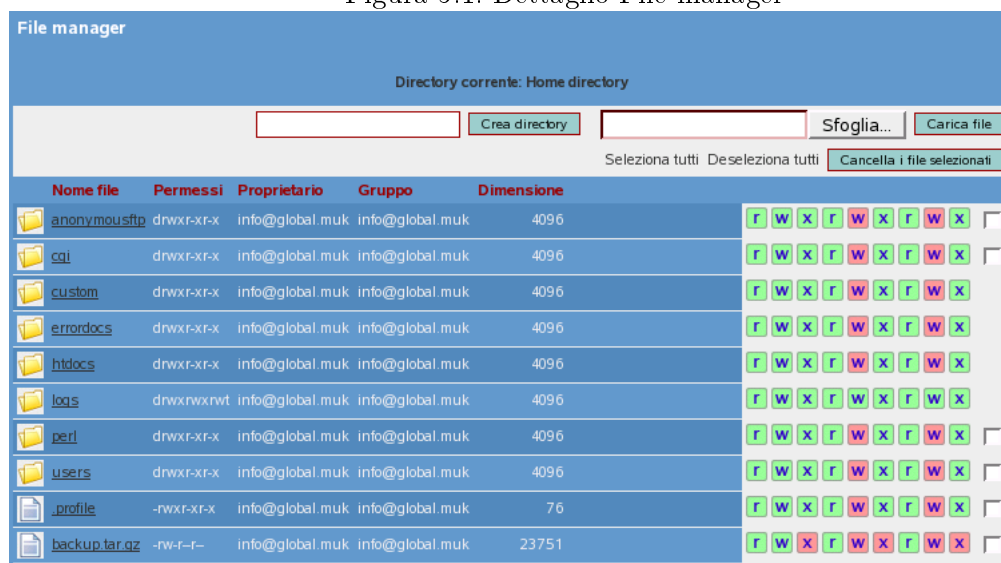 Figura 5.1: Dettaglio File manager
File manager
Directory corrente: Home directory
Crea directory Sfoglia... Carica file
Seleziona tutti Deseleziona tutti Cancella i file selezionati
Nome file Permessi Proprietario Gruppo Dimensione
anonymousftp drwxr-xr-x info@global.muk info@global.muk 4096 r w x r w x r w x
cgi drwxr-xr-x info@global.muk info@global.muk 4096 r w x r w x r w x
custom drwxr-xr-x info@global.muk info@global.muk 4096 r w x r w x r w x
errordocs drwxr-xr-x info@global.muk info@global.muk 4096 r w x r w x r w x
htdocs drwxr-xr-x info@global.muk info@global.muk 4096 r w x r w x r w x
logs drwxrwxrwt info@global.muk info@global.muk 4096 r w x r w x r w x
perl drwxr-xr-x info@global.muk info@global.muk 4096 r w x r w x r w x
users drwxr-xr-x info@global.muk info@global.muk 4096 r w x r w x r w x
.profile -rwxr-xr-x info@global.muk info@global.muk 76 r w x r w x r w x
backup.tar.gz -rw-r--r-- info@global.muk info@global.muk 23751 r w x r w x r w x